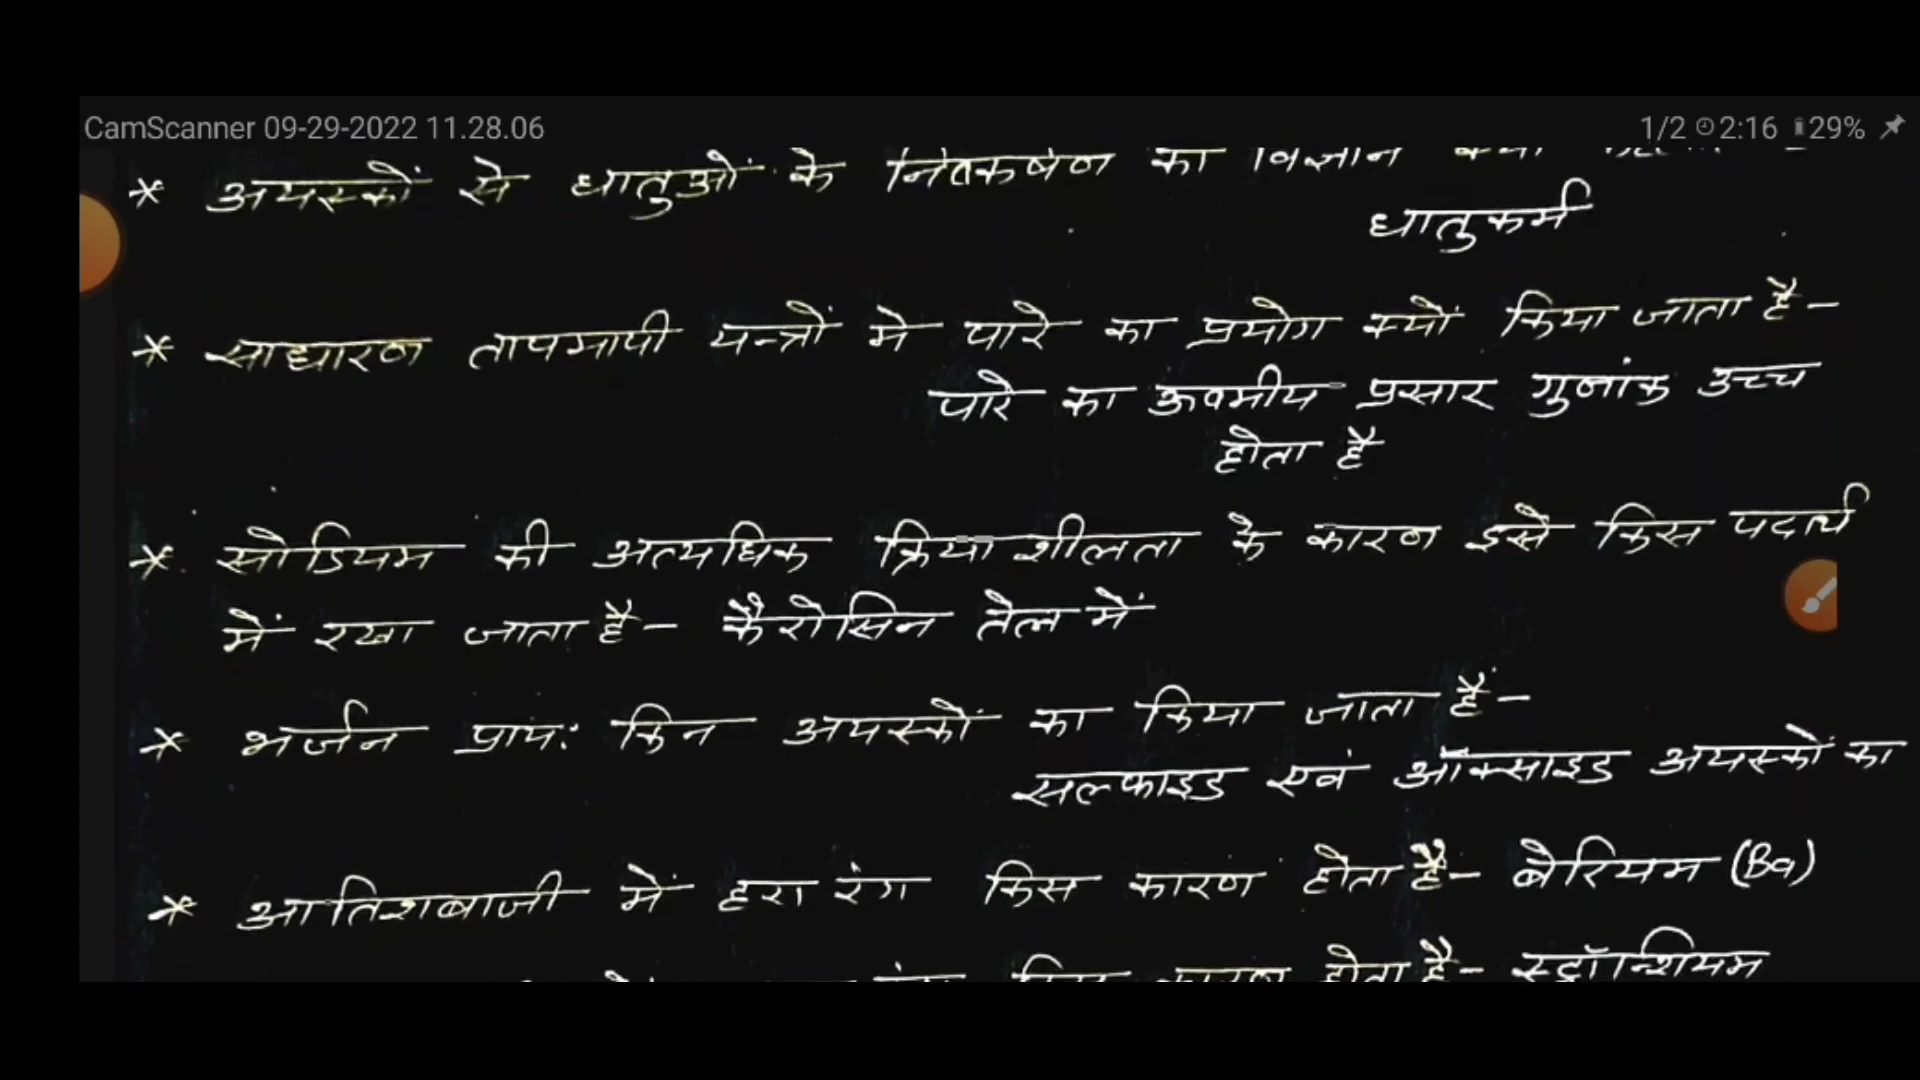 CamScanner 09-29-2022 11.28.06
1/2 2:16 29%
* अयस्कों से धातुओं के निष्कर्षण का विज्ञान क्या
धातुकर्म
* साधारण तापमापी यन्त्रों मे पारे का प्रयोग क्यों किया जाता है-
पारे का ऊष्मीय प्रसार गुणांक उच्च
होता है
* सोडियम की अत्यधिक क्रियाशीलता के कारण इसे किस पदार्थ
में रखा जाता है- कैरोसिन तेल में
* भर्जन प्रायः किन अयस्कों का किया जाता हैं-
सल्फाइड एवं ऑक्साइड अयस्कों का
* आतिशबाजी में हरा रंग किस कारण होता है- बेरियम (Ba)
किस कारण होता है- स्ट्रॉन्शियम